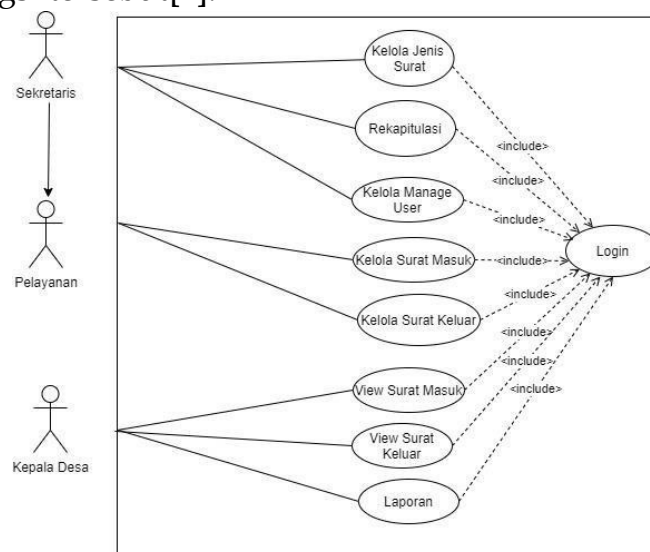 Sekretaris
Pelayanan
Kepala Desa
Kelola Jenis
Surat
Rekapitulasi
Kelola Manage
User
Kelola Surat Masuk
Kelola Surat Keluar
View Surat Masuk
View Surat
Keluar
Laporan
<include>
<include>
<include>
<include>
<include>
<include>
<include>
<include>
Login